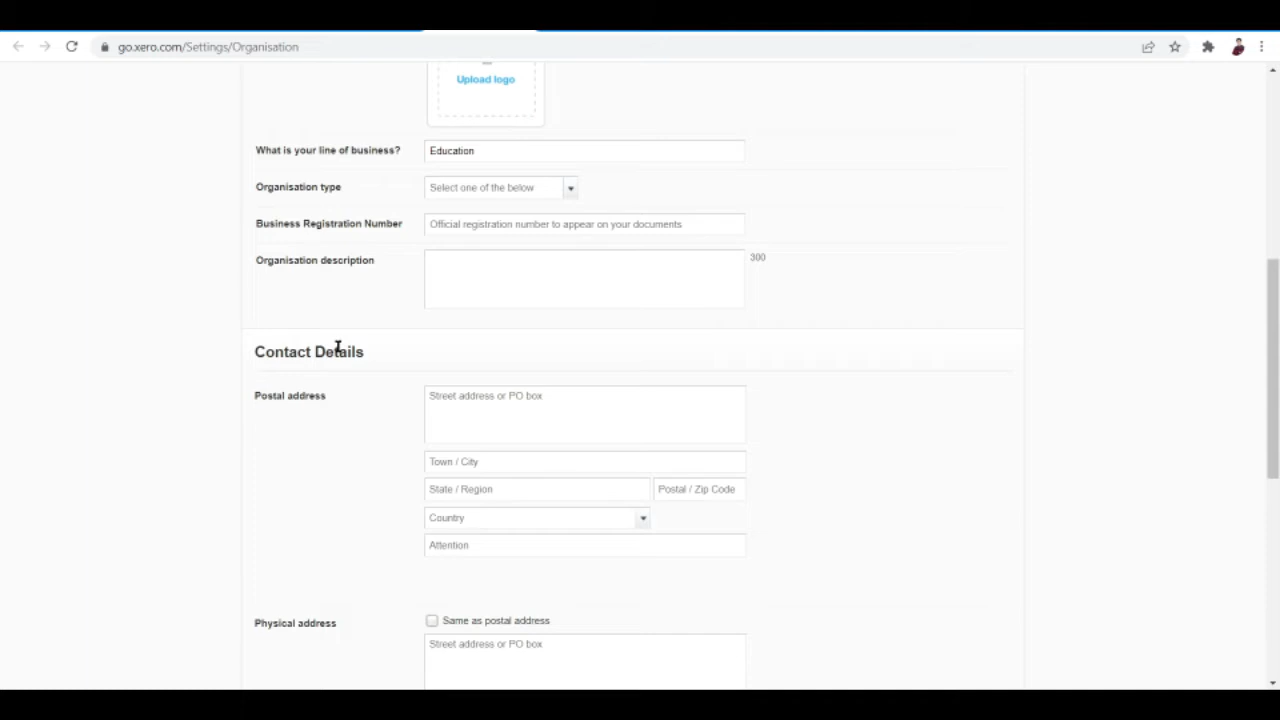 go.xero.com/Settings/Organisation
Upload logo
What is your line of business? Education
Organisation type Select one of the below
Business Registration Number Official registration number to appear on your documents
Organisation description 300
Contact Details
Postal address Street address or PO box
Town / City
State / Region Postal / Zip Code
Country
Attention
Physical address Same as postal address
Street address or PO box